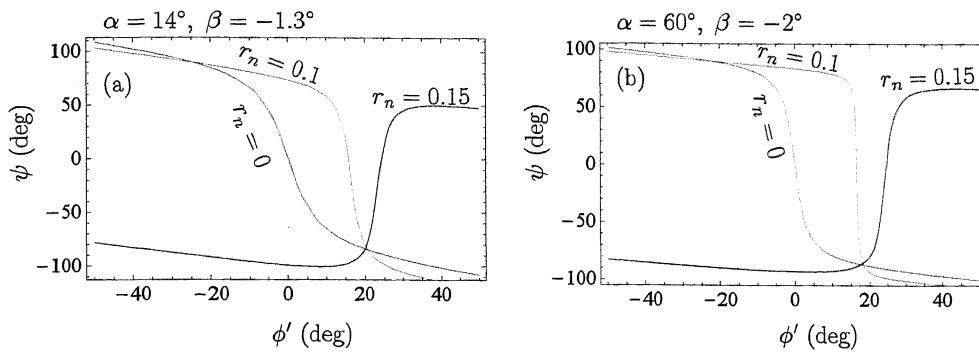 α = 14°, β = −1.3°
100
50
0
−50
−100
ψ (deg)
(a)
r_n = 0.1
r_n = 0
r_n = 0.15
−40
−20
0
20
40
ϕ′ (deg)
α = 60°, β = −2°
100
50
0
−50
−100
ψ (deg)
(b)
r_n = 0.1
r_n = 0
r_n = 0.15
−40
−20
0
20
40
ϕ′ (deg)